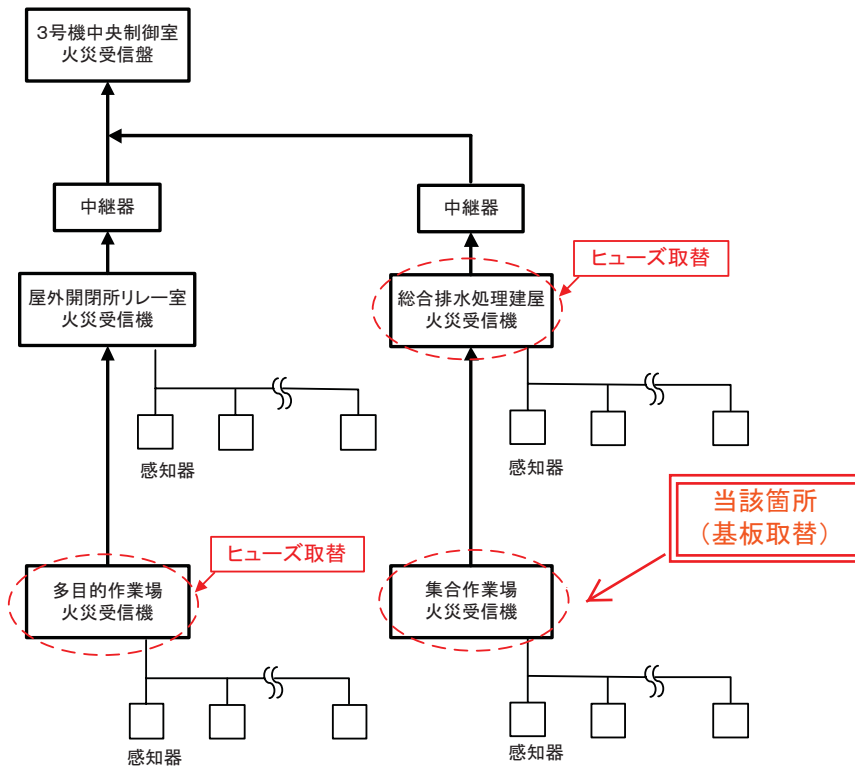 3号機中央制御室
火災受信盤
中継器
中継器
ヒューズ取替
屋外開閉所リレー室
火災受信機
総合排水処理建屋
火災受信機
感知器
感知器
当該箇所
(基板取替)
ヒューズ取替
多目的作業場
火災受信機
集合作業場
火災受信機
感知器
感知器